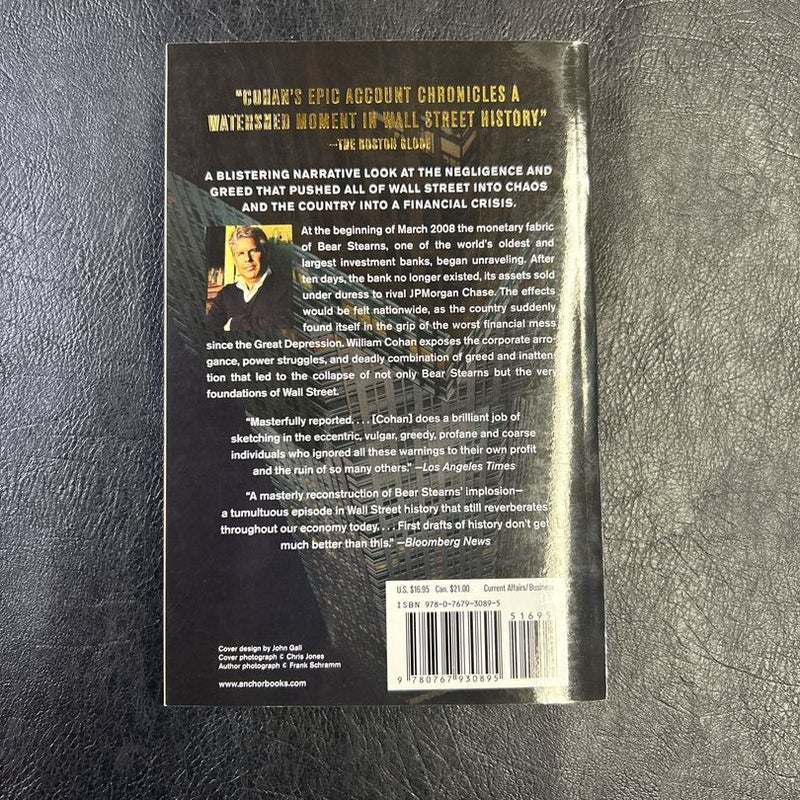 "COHAN'S EPIC ACCOUNT CHRONICLES A
WATERSHED MOMENT IN WALL STREET HISTORY."
—THE BOSTON GLOBE
A BLISTERING NARRATIVE LOOK AT THE NEGLIGENCE AND
GREED THAT PUSHED ALL OF WALL STREET INTO CHAOS
AND THE COUNTRY INTO A FINANCIAL CRISIS.
At the beginning of March 2008 the monetary fabric
of Bear Stearns, one of the world's oldest and
largest investment banks, began unraveling. After
ten days, the bank no longer existed, its assets sold
under duress to rival JPMorgan Chase. The effects
would be felt nationwide, as the country suddenly
found itself in the grip of the worst financial mess
since the Great Depression. William Cohan exposes the corporate arro-
gance, power struggles, and deadly combination of greed and inatten-
tion that led to the collapse of not only Bear Stearns but the very
foundations of Wall Street.
"Masterfully reported. . . . [Cohan] does a brilliant job of
sketching in the eccentric, vulgar, greedy, profane and coarse
individuals who ignored all these warnings to their own profit
and the ruin of so many others." —Los Angeles Times
"A masterly reconstruction of Bear Stearns' implosion—
a tumultuous episode in Wall Street history that still reverberates
throughout our economy today. . . . First drafts of history don't get
much better than this." —Bloomberg News
U.S. $16.95 Can. $21.00 Current Affairs/Business
ISBN 978-0-7679-3089-5
51695
9 780767 930895
Cover design by John Gall
Cover photograph © Chris Jones
Author photograph © Frank Schramm
www.anchorbooks.com